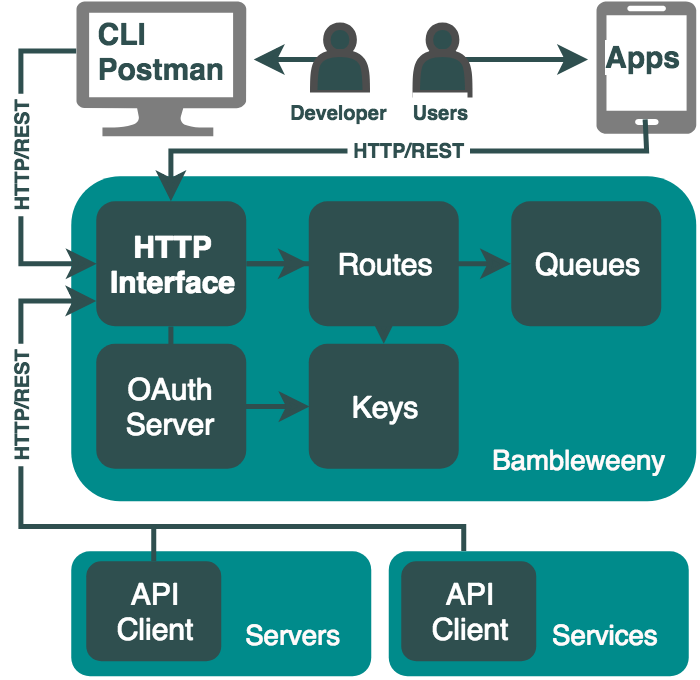 CLI
Postman
Developer
Users
Apps
HTTP/REST
HTTP/REST
HTTP
Interface
Routes
Queues
OAuth
Server
Keys
Bambleweeny
HTTP/REST
API
Client
Servers
API
Client
Services